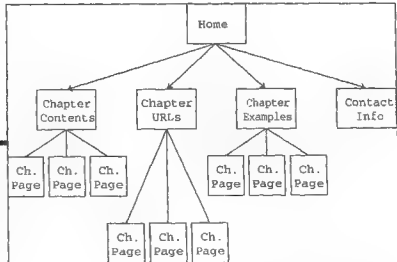 Home
Chapter
Contents
Chapter
URLs
Chapter
Examples
Contact
Info
Ch.
Page
Ch.
Page
Ch.
Page
Ch.
Page
Ch.
Page
Ch.
Page
Ch.
Page
Ch.
Page
Ch.
Page